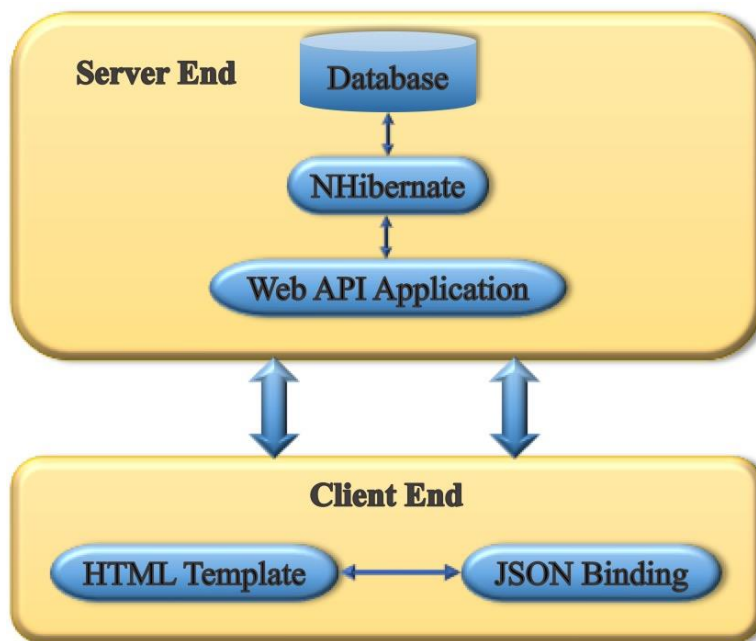 Server End
Database
NHibernate
Web API Application
Client End
HTML Template
JSON Binding